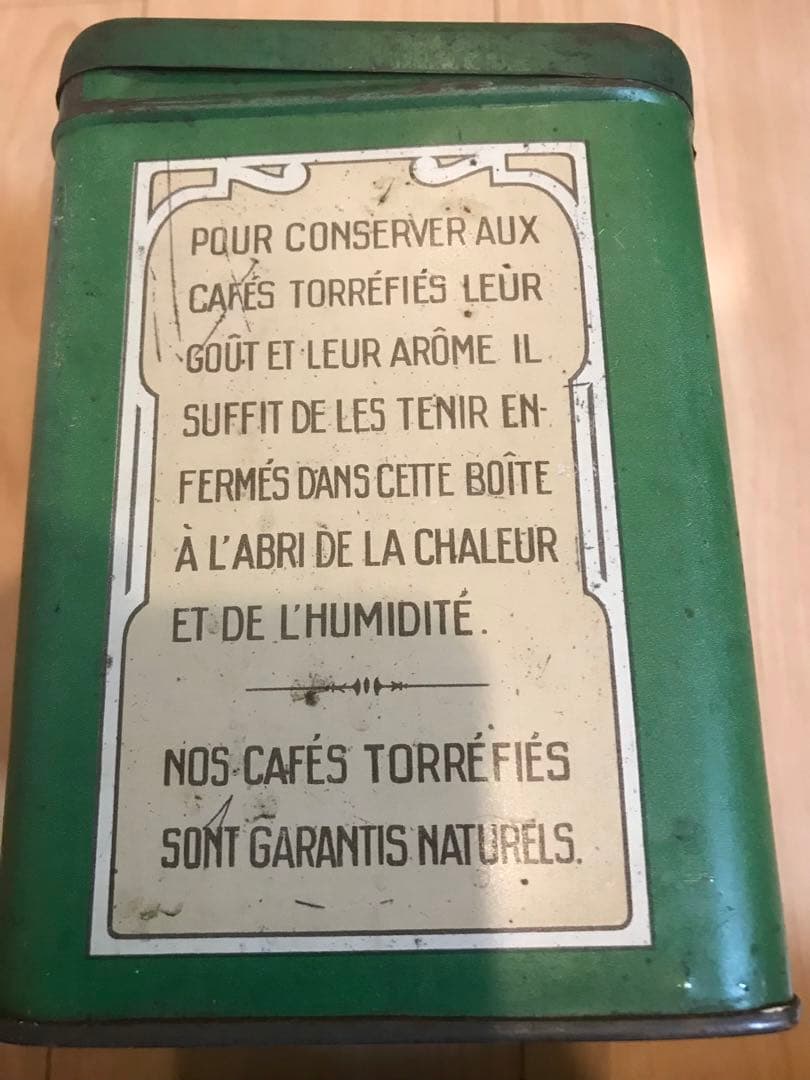 POUR CONSERVER AUX
CAFÉS TORRÉFIÉS LEUR
GOÛT ET LEUR ARÔME IL
SUFFIT DE LES TENIR EN-
FERMÉS DANS CETTE BOÎTE
À L'ABRI DE LA CHALEUR
ET DE L'HUMIDITÉ.
NOS CAFÉS TORRÉFIÉS
SONT GARANTIS NATURELS.